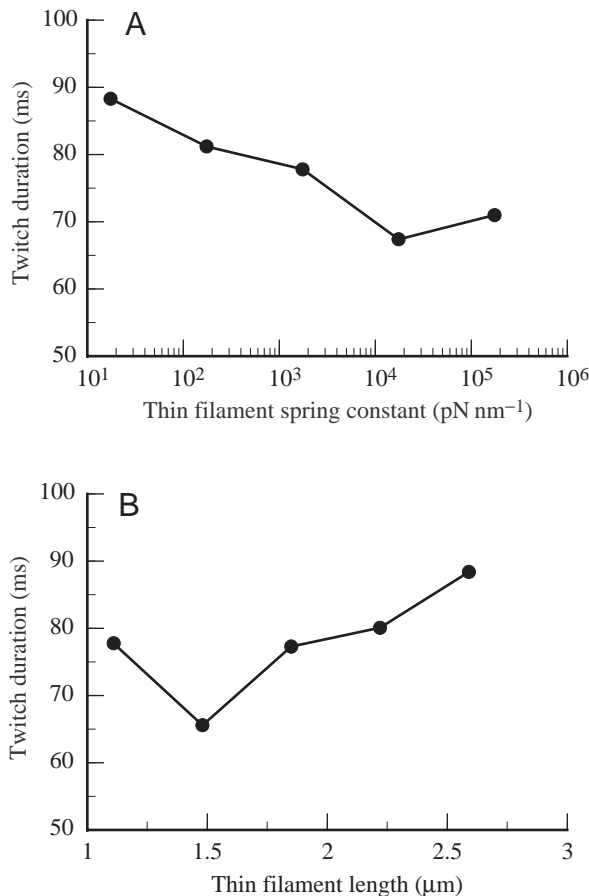 A
100
90
80
70
60
50
Twitch duration (ms)
10¹ 10² 10³ 10⁴ 10⁵ 10⁶
Thin filament spring constant (pN nm⁻¹)
B
100
90
80
70
60
50
Twitch duration (ms)
1 1.5 2 2.5 3
Thin filament length (μm)